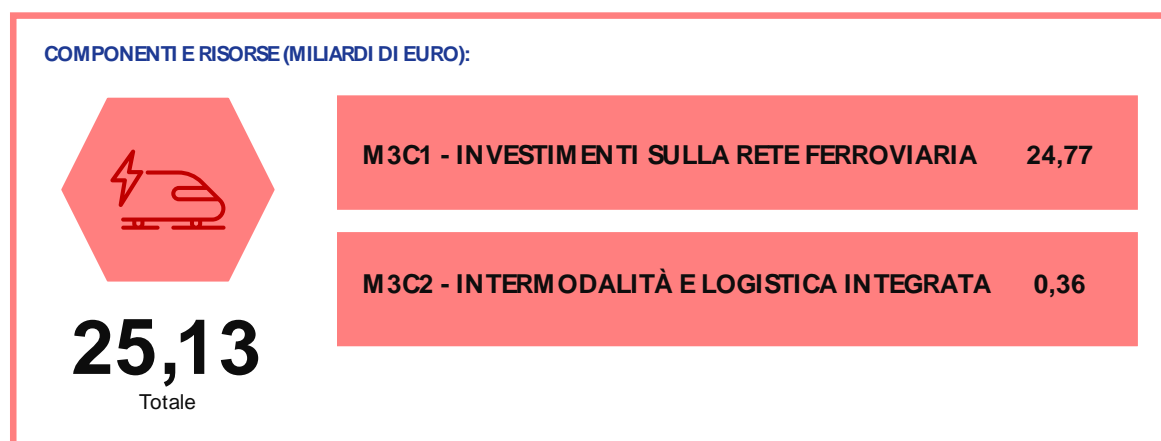 COMPONENTI E RISORSE (MILIARDI DI EURO):
M3C1 - INVESTIMENTI SULLA RETE FERROVIARIA 24,77
M3C2 - INTERMODALITÀ E LOGISTICA INTEGRATA 0,36
25,13
Totale